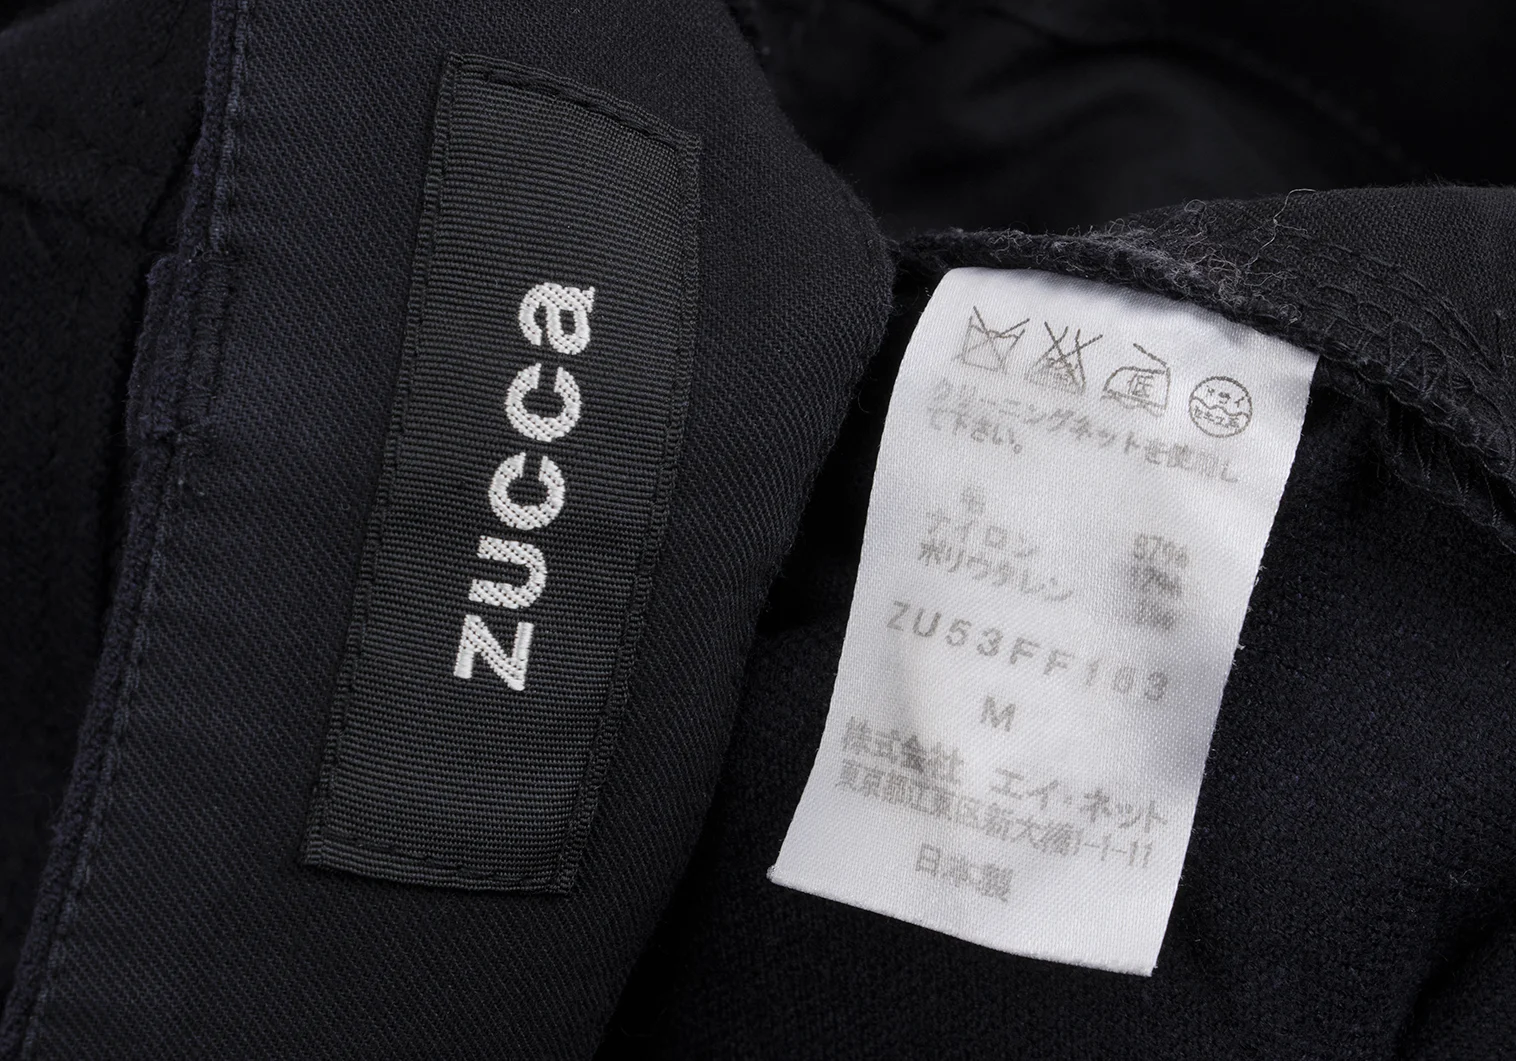 zucca
クリーニングネットを使用し
て下さい。
毛
ナイロン
ポリウレタン
ZU53FF163
M
株式会社 エイ・ネット
東京都江東区新大橋1-1-11
日本製